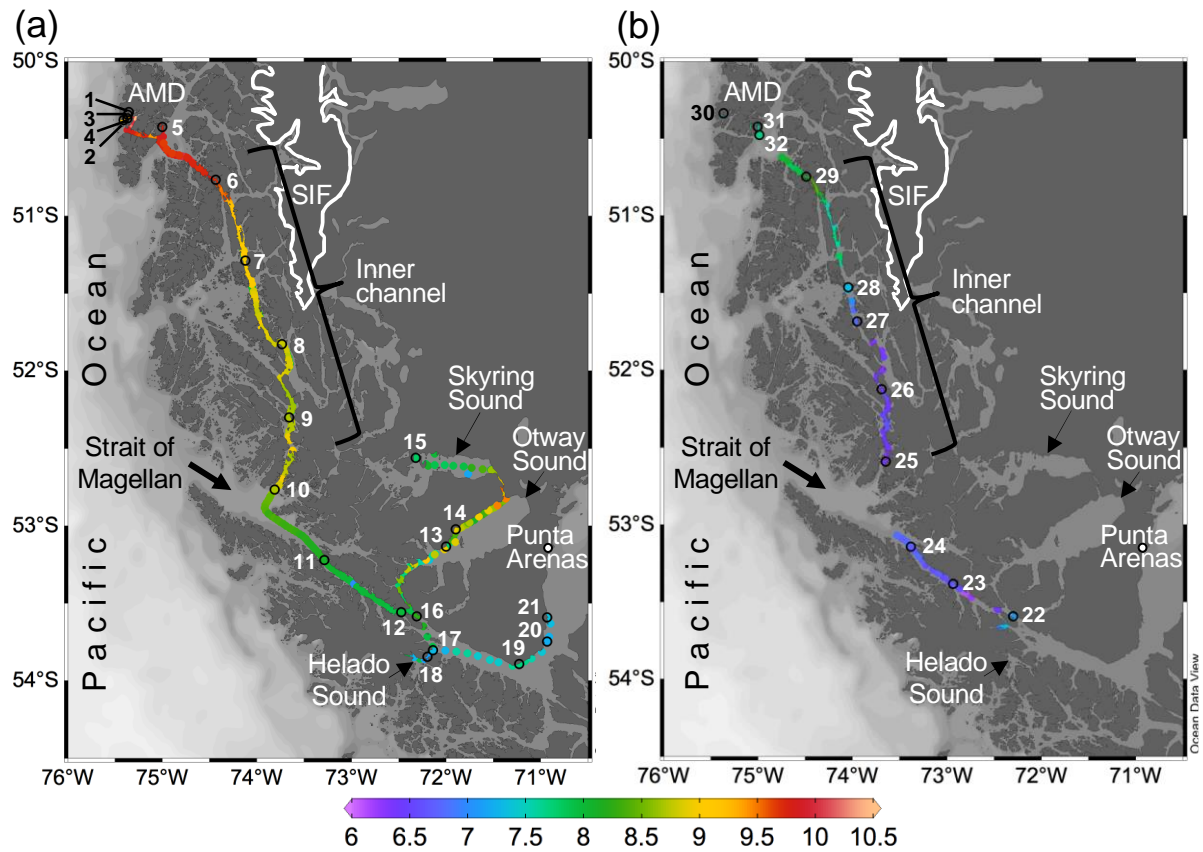 (a)
50°S
51°S
52°S
53°S
54°S
76°W
75°W
74°W
73°W
72°W
71°W
AMD
1
3
4
2
5
6
7
8
9
10
11
12
13
14
15
16
17
18
19
20
21
SIF
Inner
channel
Skyring
Sound
Otway
Sound
Strait of
Magellan
Punta
Arenas
Helado
Sound
Pacific Ocean
(b)
50°S
51°S
52°S
53°S
54°S
76°W
75°W
74°W
73°W
72°W
71°W
AMD
30
31
32
29
28
27
26
25
24
23
22
SIF
Inner
channel
Skyring
Sound
Otway
Sound
Strait of
Magellan
Punta
Arenas
Helado
Sound
Pacific Ocean
Ocean Data View
6 6.5 7 7.5 8 8.5 9 9.5 10 10.5